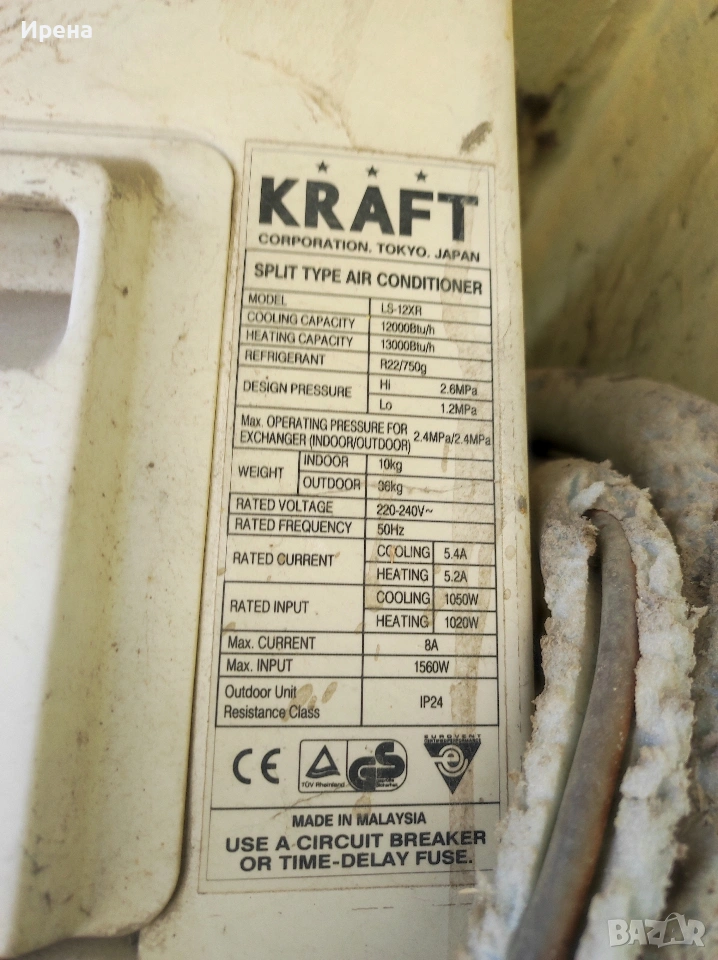 Ирена
KRAFT
CORPORATION. TOKYO. JAPAN
SPLIT TYPE AIR CONDITIONER
MODEL LS-12XR
COOLING CAPACITY 12000Btu/h
HEATING CAPACITY 13000Btu/h
REFRIGERANT R22/750g
DESIGN PRESSURE Hi 2.6MPa
Lo 1.2MPa
Max. OPERATING PRESSURE FOR
EXCHANGER (INDOOR/OUTDOOR) 2.4MPa/2.4MPa
WEIGHT INDOOR 10kg
OUTDOOR 36kg
RATED VOLTAGE 220-240V~
RATED FREQUENCY 50Hz
RATED CURRENT COOLING 5.4A
HEATING 5.2A
RATED INPUT COOLING 1050W
HEATING 1020W
Max. CURRENT 8A
Max. INPUT 1560W
Outdoor Unit
Resistance Class IP24
EUROVENT
CE
TÜV Rheinland
GS
MADE IN MALAYSIA
USE A CIRCUIT BREAKER
OR TIME-DELAY FUSE.
BAZAR